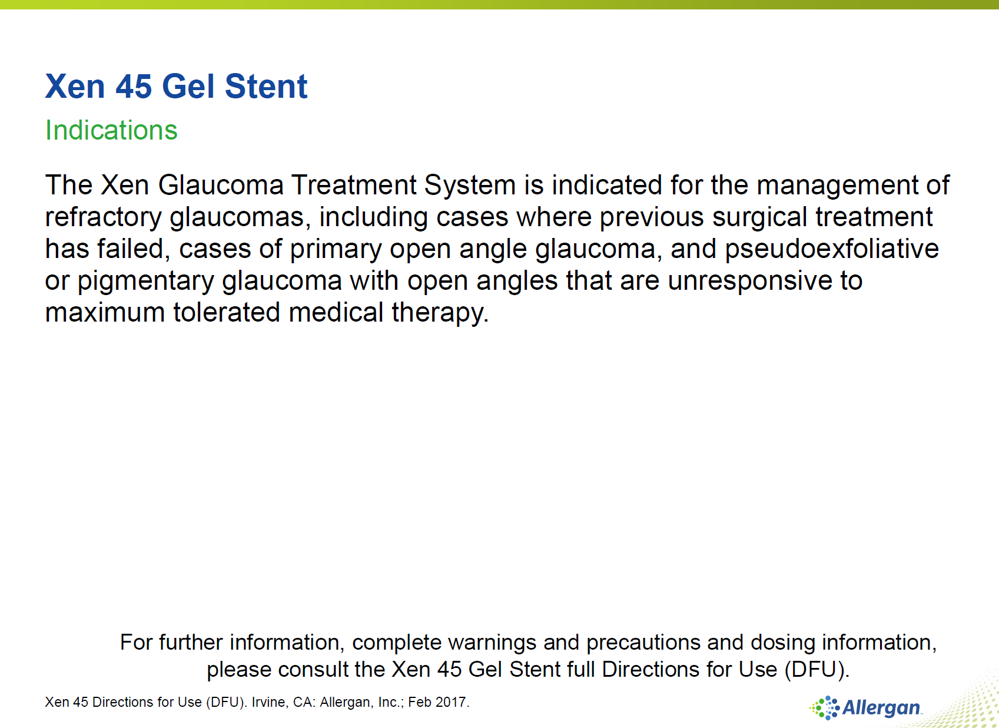 Xen 45 Gel Stent
Indications
The Xen Glaucoma Treatment System is indicated for the management of
refractory glaucomas, including cases where previous surgical treatment
has failed, cases of primary open angle glaucoma, and pseudoexfoliative
or pigmentary glaucoma with open angles that are unresponsive to
maximum tolerated medical therapy.
For further information, complete warnings and precautions and dosing information,
please consult the Xen 45 Gel Stent full Directions for Use (DFU).
Xen 45 Directions for Use (DFU). Irvine, CA: Allergan, Inc.; Feb 2017.
Allergan™